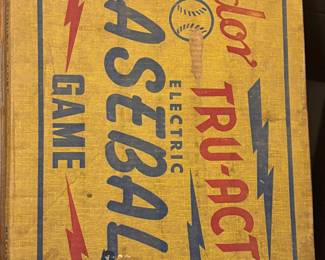 dor
TRU-ACT
ELECTRIC
ASEBAL
GAME